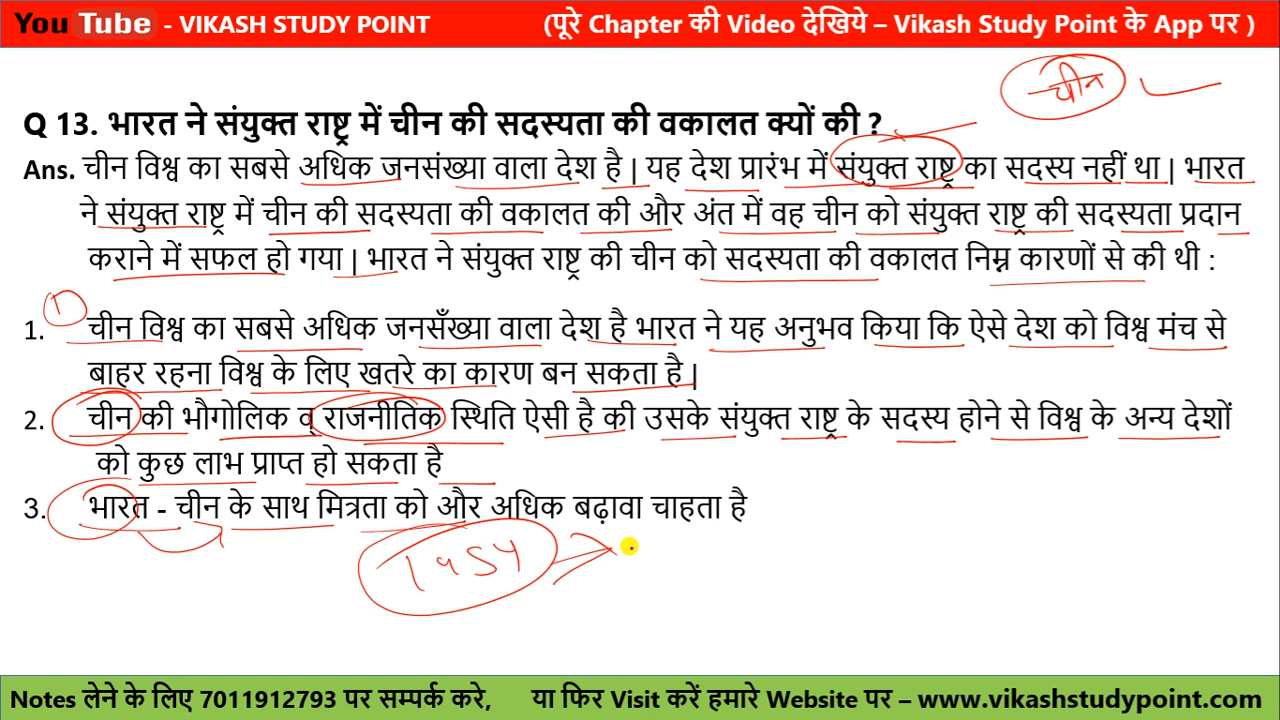 You Tube - VIKASH STUDY POINT (पूरे Chapter की Video देखिये – Vikash Study Point के App पर )
चीन
Q 13. भारत ने संयुक्त राष्ट्र में चीन की सदस्यता की वकालत क्यों की ?
Ans. चीन विश्व का सबसे अधिक जनसंख्या वाला देश है | यह देश प्रारंभ में संयुक्त राष्ट्र का सदस्य नहीं था | भारत
ने संयुक्त राष्ट्र में चीन की सदस्यता की वकालत की और अंत में वह चीन को संयुक्त राष्ट्र की सदस्यता प्रदान
कराने में सफल हो गया | भारत ने संयुक्त राष्ट्र की चीन को सदस्यता की वकालत निम्न कारणों से की थी :
1
1. चीन विश्व का सबसे अधिक जनसँख्या वाला देश है भारत ने यह अनुभव किया कि ऐसे देश को विश्व मंच से
बाहर रहना विश्व के लिए खतरे का कारण बन सकता है |
2. चीन की भौगोलिक व् राजनीतिक स्थिति ऐसी है की उसके संयुक्त राष्ट्र के सदस्य होने से विश्व के अन्य देशों
को कुछ लाभ प्राप्त हो सकता है
3. भारत - चीन के साथ मित्रता को और अधिक बढ़ावा चाहता है
1954
Notes लेने के लिए 7011912793 पर सम्पर्क करे, या फिर Visit करें हमारे Website पर – www.vikashstudypoint.com